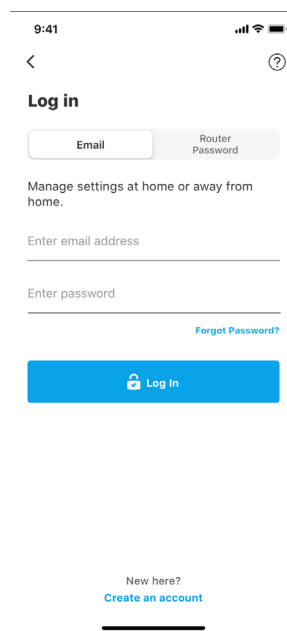 9:41
Log in
Email
Router
Password
Manage settings at home or away from
home.
Enter email address
Enter password
Forgot Password?
Log In
New here?
Create an account